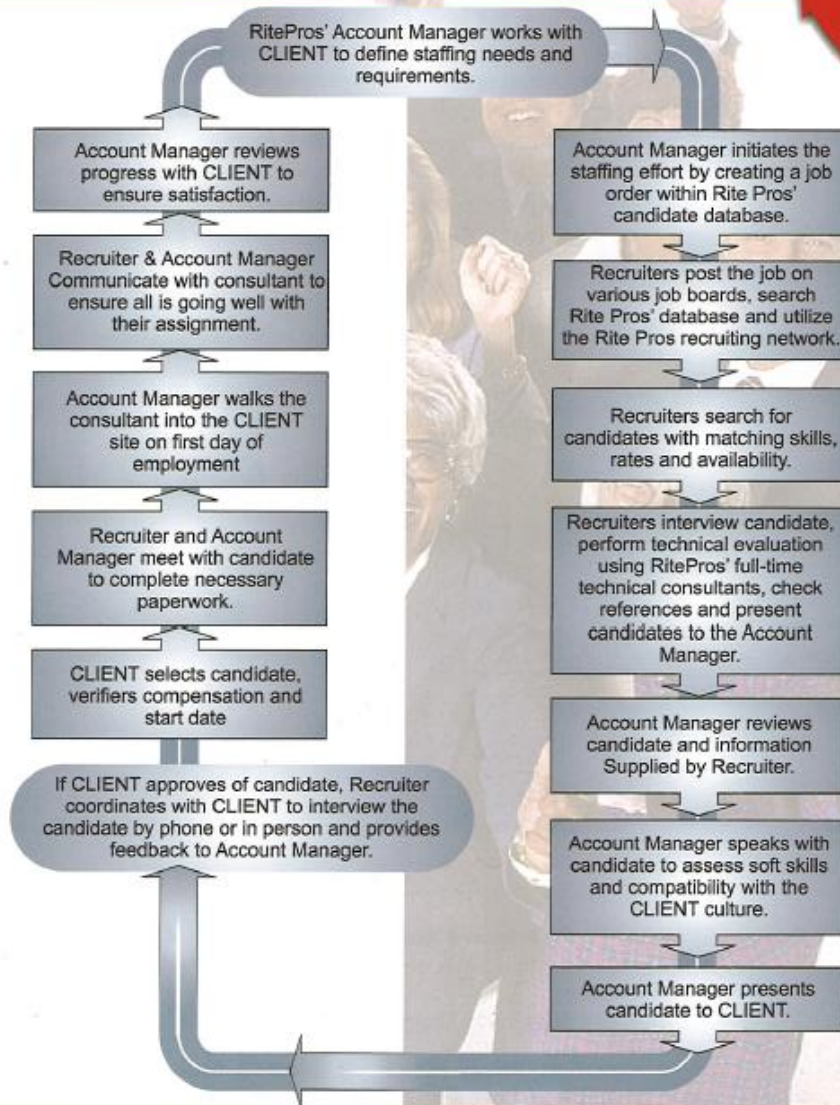 RitePros' Account Manager works with
CLIENT to define staffing needs and
requirements.
Account Manager initiates the
staffing effort by creating a job
order within Rite Pros'
candidate database.
Recruiters post the job on
various job boards, search
Rite Pros' database and utilize
the Rite Pros recruiting network.
Recruiters search for
candidates with matching skills,
rates and availability.
Recruiters interview candidate,
perform technical evaluation
using RitePros' full-time
technical consultants, check
references and present
candidates to the Account
Manager.
Account Manager reviews
candidate and information
Supplied by Recruiter.
Account Manager speaks with
candidate to assess soft skills
and compatibility with the
CLIENT culture.
Account Manager presents
candidate to CLIENT.
If CLIENT approves of candidate, Recruiter
coordinates with CLIENT to interview the
candidate by phone or in person and provides
feedback to Account Manager.
CLIENT selects candidate,
verifiers compensation and
start date
Recruiter and Account
Manager meet with candidate
to complete necessary
paperwork.
Account Manager walks the
consultant into the CLIENT
site on first day of
employment
Recruiter & Account Manager
Communicate with consultant to
ensure all is going well with
their assignment.
Account Manager reviews
progress with CLIENT to
ensure satisfaction.